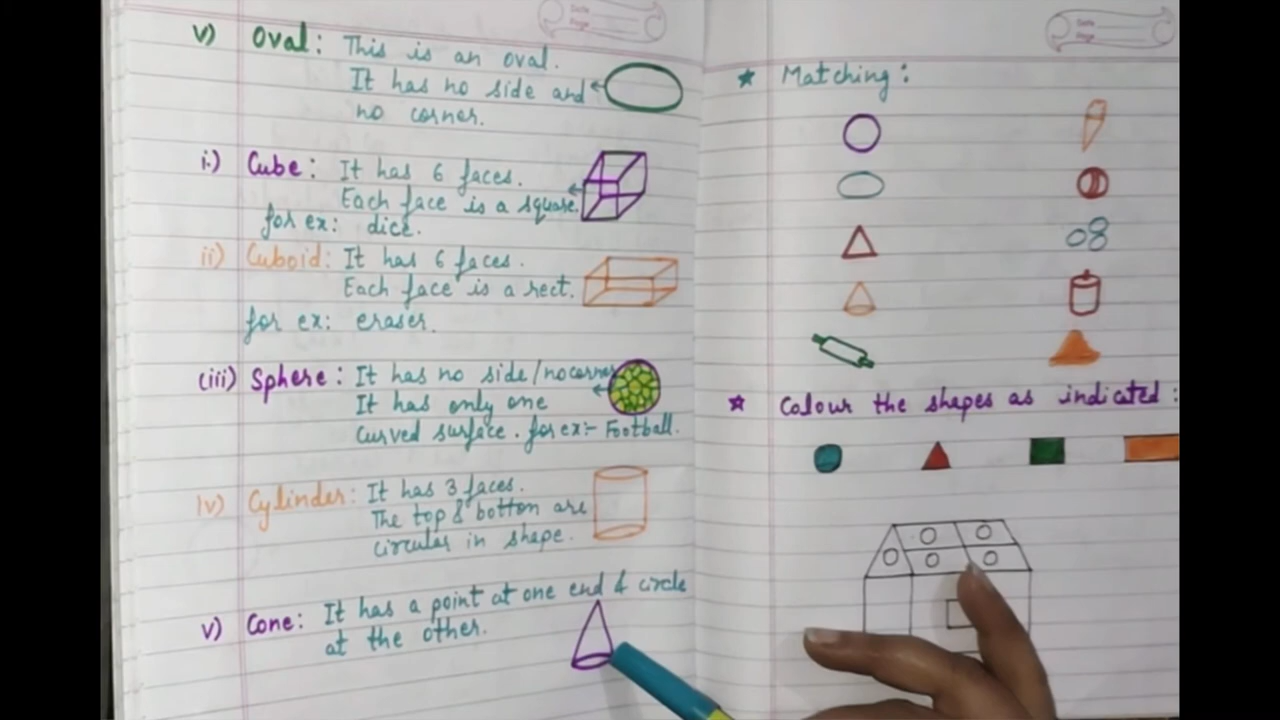 v) Oval: This is an oval.
It has no side and
no corner.
i.) Cube: It has 6 faces.
Each face is a square.
for ex: dice.
ii) Cuboid: It has 6 faces.
Each face is a rect.
for ex: eraser.
(iii) Sphere: It has no side/no corner
It has only one
curved surface. for ex:- Football.
iv) Cylinder: It has 3 faces.
The top & botton are
circular in shape.
v) Cone: It has a point at one end & circle
at the other.
Date
Page
★ Matching:
★ Colour the shapes as indicated: